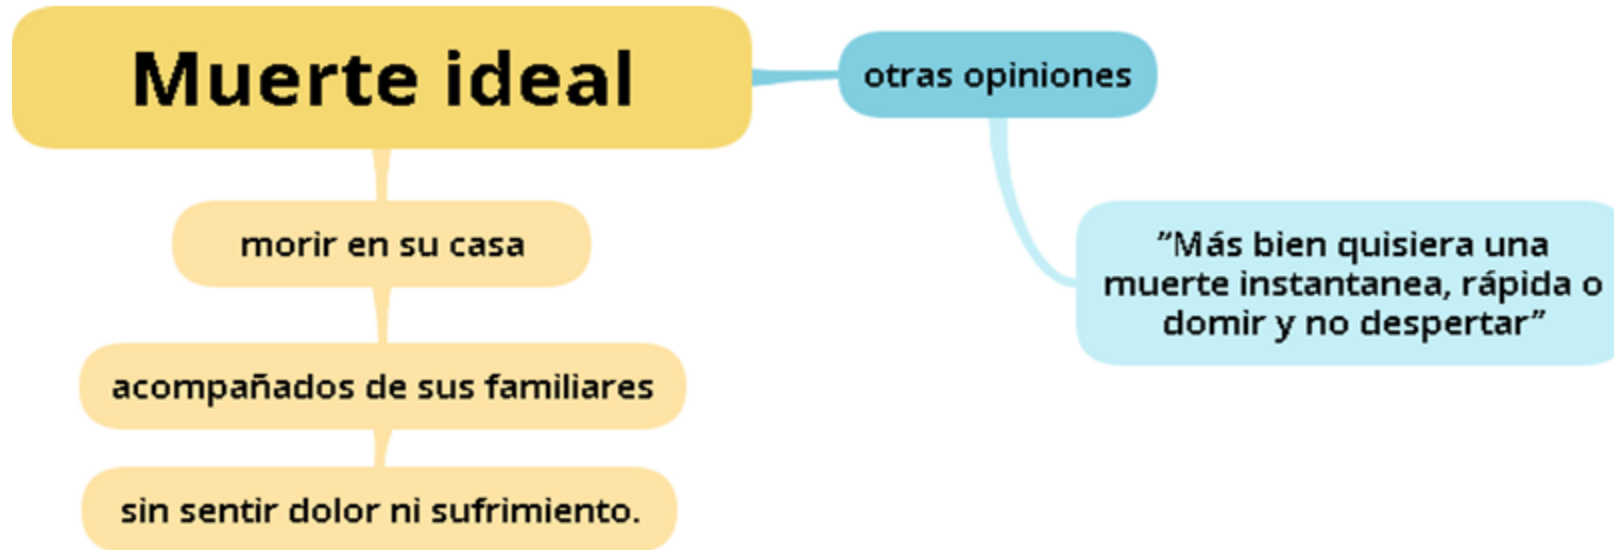 Muerte ideal
otras opiniones
morir en su casa
acompañados de sus familiares
sin sentir dolor ni sufrimiento.
”Más bien quisiera una
muerte instantanea, rápida o
domir y no despertar”